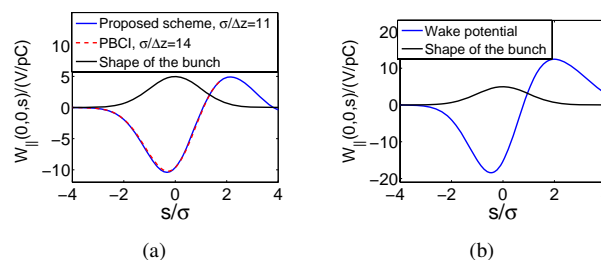 Proposed scheme, σ/Δz=11
PBCI, σ/Δz=14
Shape of the bunch
W||(0,0,s)/(V/pC)
10
5
0
−5
−10
−4
−2
0
2
4
s/σ
(a)
Wake potential
Shape of the bunch
W||(0,0,s)/(V/pC)
20
10
0
−10
−20
−4
−2
0
2
s/σ
(b)